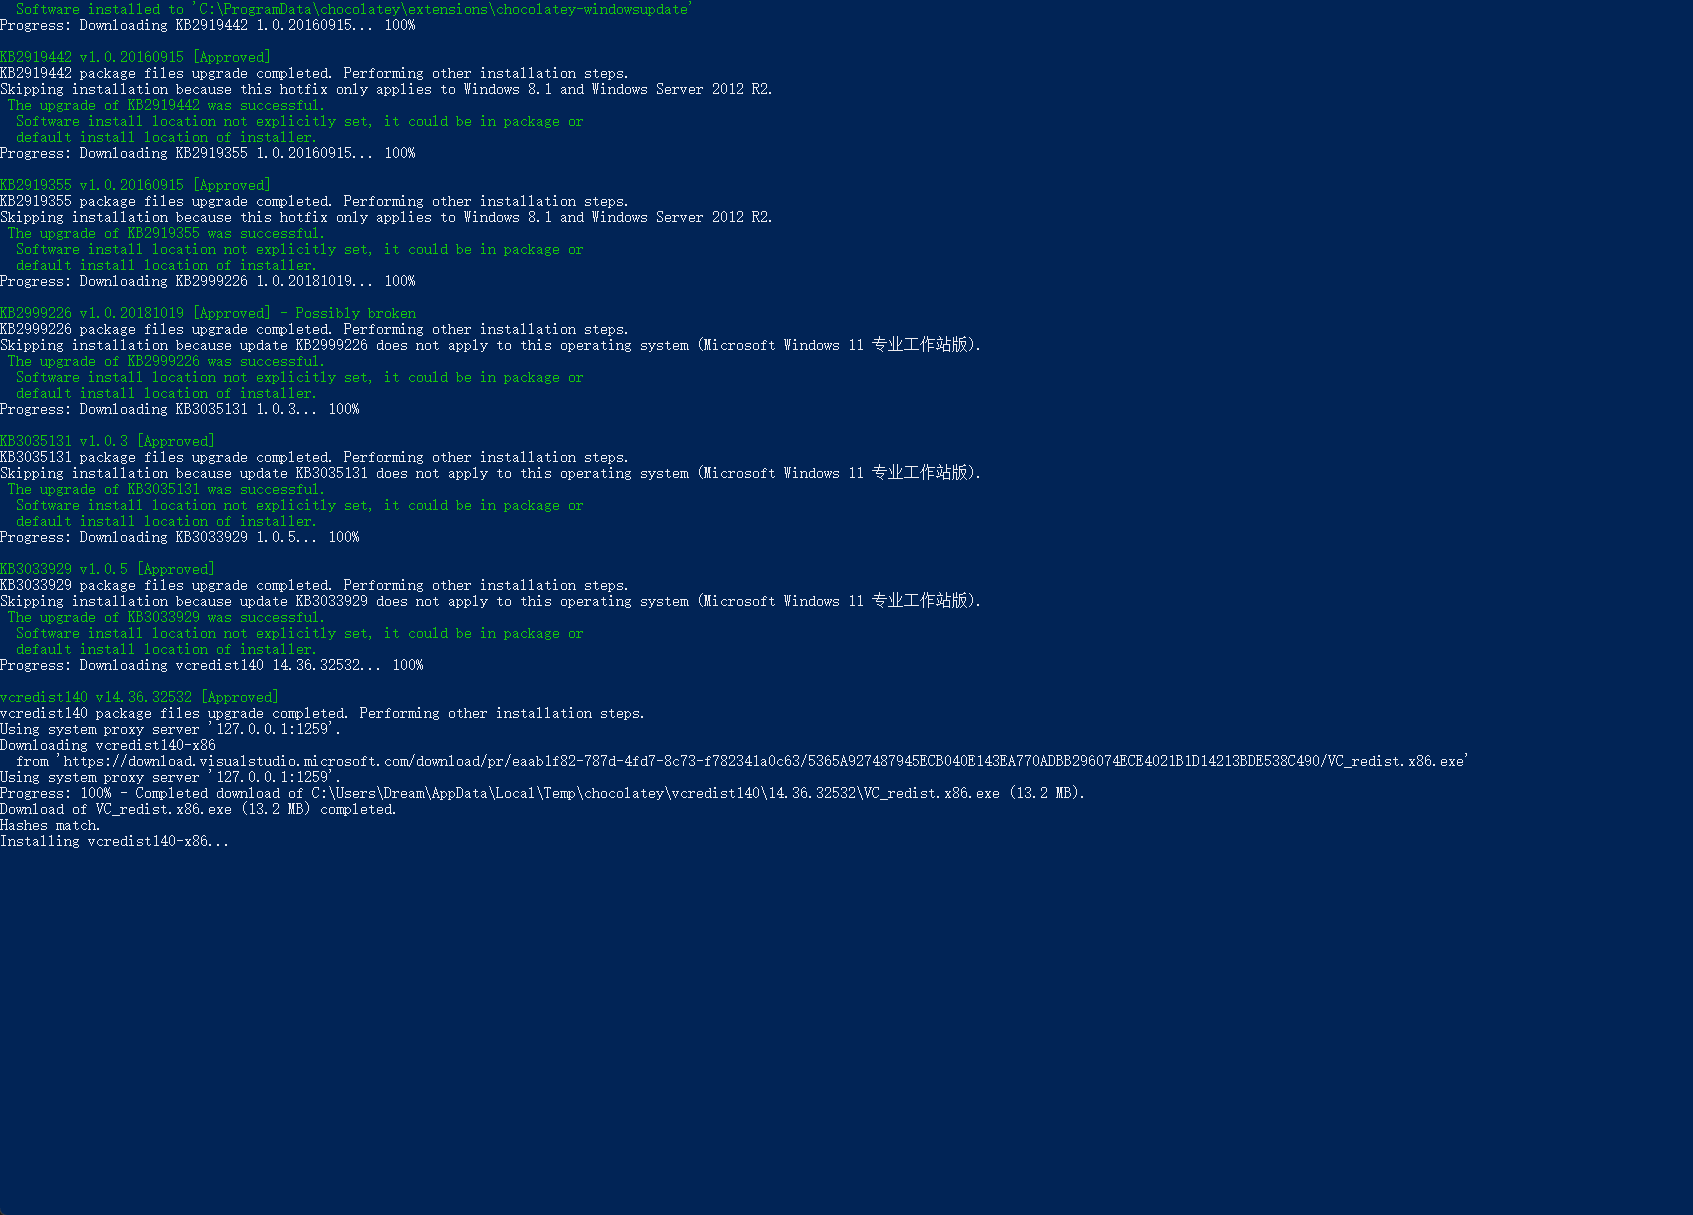 Software installed to 'C:\ProgramData\chocolatey\extensions\chocolatey-windowsupdate'
Progress: Downloading KB2919442 1.0.20160915... 100%
KB2919442 v1.0.20160915 [Approved]
KB2919442 package files upgrade completed. Performing other installation steps.
Skipping installation because this hotfix only applies to Windows 8.1 and Windows Server 2012 R2.
The upgrade of KB2919442 was successful.
Software install location not explicitly set, it could be in package or
default install location of installer.
Progress: Downloading KB2919355 1.0.20160915... 100%
KB2919355 v1.0.20160915 [Approved]
KB2919355 package files upgrade completed. Performing other installation steps.
Skipping installation because this hotfix only applies to Windows 8.1 and Windows Server 2012 R2.
The upgrade of KB2919355 was successful.
Software install location not explicitly set, it could be in package or
default install location of installer.
Progress: Downloading KB2999226 1.0.20181019... 100%
KB2999226 v1.0.20181019 [Approved] - Possibly broken
KB2999226 package files upgrade completed. Performing other installation steps.
Skipping installation because update KB2999226 does not apply to this operating system (Microsoft Windows 11 专业工作站版).
The upgrade of KB2999226 was successful.
Software install location not explicitly set, it could be in package or
default install location of installer.
Progress: Downloading KB3035131 1.0.3... 100%
KB3035131 v1.0.3 [Approved]
KB3035131 package files upgrade completed. Performing other installation steps.
Skipping installation because update KB3035131 does not apply to this operating system (Microsoft Windows 11 专业工作站版).
The upgrade of KB3035131 was successful.
Software install location not explicitly set, it could be in package or
default install location of installer.
Progress: Downloading KB3033929 1.0.5... 100%
KB3033929 v1.0.5 [Approved]
KB3033929 package files upgrade completed. Performing other installation steps.
Skipping installation because update KB3033929 does not apply to this operating system (Microsoft Windows 11 专业工作站版).
The upgrade of KB3033929 was successful.
Software install location not explicitly set, it could be in package or
default install location of installer.
Progress: Downloading vcredist140 14.36.32532... 100%
vcredist140 v14.36.32532 [Approved]
vcredist140 package files upgrade completed. Performing other installation steps.
Using system proxy server '127.0.0.1:1259'.
Downloading vcredist140-x86
from 'https://download.visualstudio.microsoft.com/download/pr/eaab1f82-787d-4fd7-8c73-f782341a0c63/5365A927487945ECB040E143EA770ADBB296074ECE4021B1D14213BDE538C490/VC_redist.x86.exe'
Using system proxy server '127.0.0.1:1259'.
Progress: 100% - Completed download of C:\Users\Dream\AppData\Local\Temp\chocolatey\vcredist140\14.36.32532\VC_redist.x86.exe (13.2 MB).
Download of VC_redist.x86.exe (13.2 MB) completed.
Hashes match.
Installing vcredist140-x86...